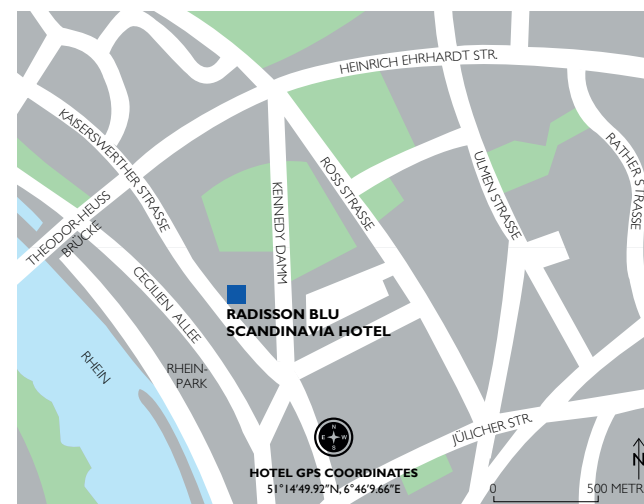 HEINRICH EHRHARDT STR.
KAISERWERTHER STRASSE
ROSS STRASSE
ULMEN STRASSE
RATHER STRASSE
KENNEDY DAMM
THEODOR-HEUSS
BRÜCKE
CECILIEN ALLEE
RADISSON BLU
SCANDINAVIA HOTEL
RHEIN
RHEIN-
PARK
JÜLICHER STR.
N
E W
S
N
HOTEL GPS COORDINATES
51°14'49.92"N, 6°46'9.66"E
0 500 METR